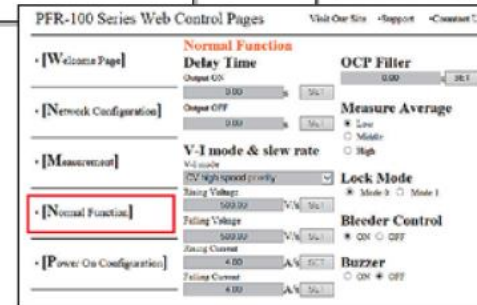 PFR-100 Series Web Control Pages
Visit Our Site •Support •Conntact U
• [Welcome Page]
• [Network Configuration]
• [Measurement]
• [Normal Function]
• [Power On Configuration]
Normal Function
Delay Time
Output ON
0.00 s SET
Output OFF
0.00 s SET
V-I mode & slew rate
V-I mode
CV high speed priority
Rising Voltage
500.00 V/s SET
Falling Voltage
500.00 V/s SET
Rising Current
4.00 A/s SET
Falling Current
4.00 A/s SET
OCP Filter
0.00 s SET
Measure Average
Low
Middle
High
Lock Mode
Mode 0 Mode 1
Bleeder Control
ON OFF
Buzzer
ON OFF